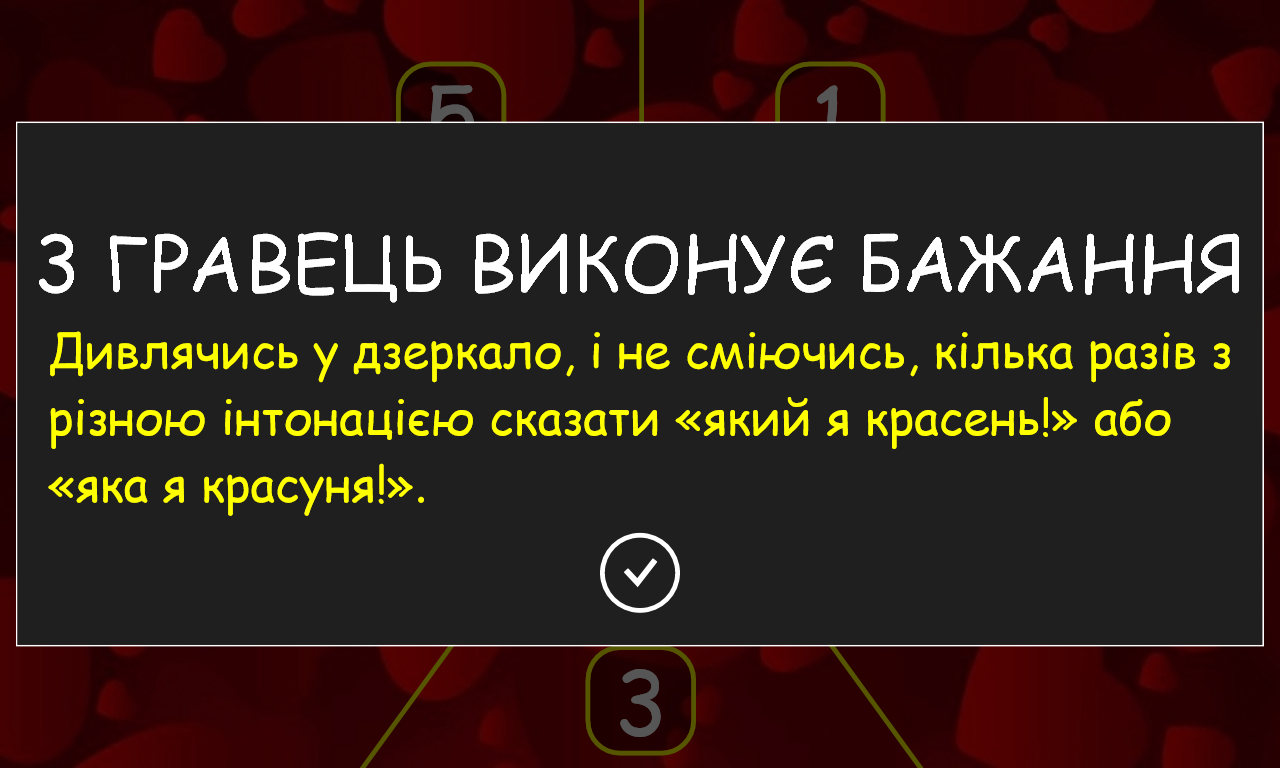 5 1
3 ГРАВЕЦЬ ВИКОНУЄ БАЖАННЯ
Дивлячись у дзеркало, і не сміючись, кілька разів з
різною інтонацією сказати «який я красень!» або
«яка я красуня!».
3